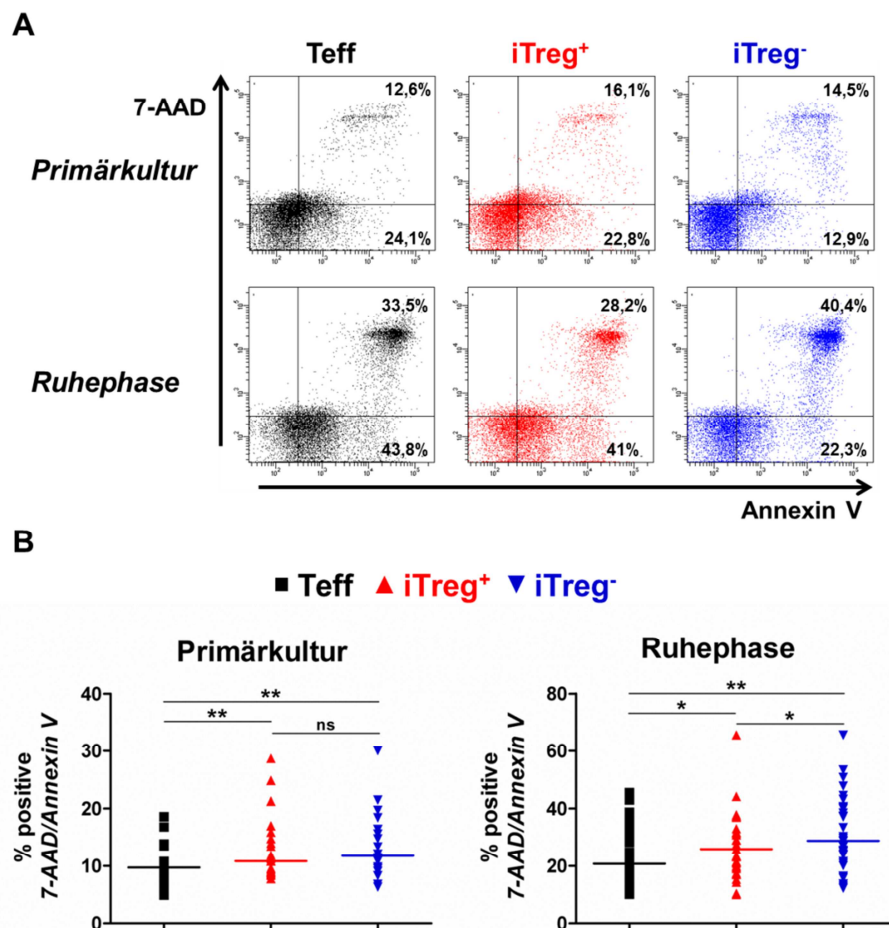 A
Teff iTreg⁺ iTreg⁻
7-AAD
Primärkultur
12,6% 16,1% 14,5%
24,1% 22,8% 12,9%
Ruhephase
33,5% 28,2% 40,4%
43,8% 41% 22,3%
Annexin V
B
Teff iTreg⁺ iTreg⁻
Primärkultur
% positive
7-AAD/Annexin V
40
30
20
10
0
**
**
ns
Ruhephase
% positive
7-AAD/Annexin V
80
60
40
20
0
**
*
*